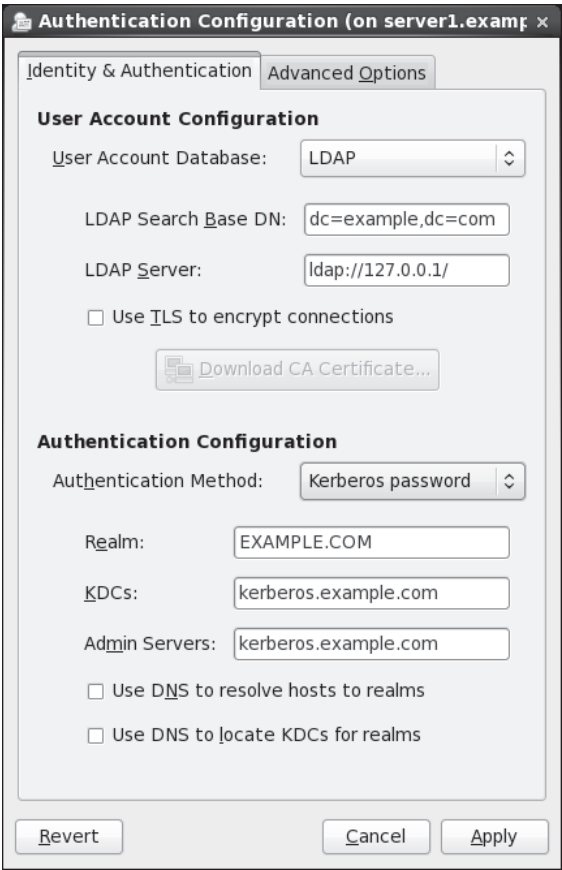 Authentication Configuration (on server1.examp
Identity & Authentication
Advanced Options
User Account Configuration
User Account Database: LDAP
LDAP Search Base DN: dc=example,dc=com
LDAP Server: ldap://127.0.0.1/
Use TLS to encrypt connections
Download CA Certificate...
Authentication Configuration
Authentication Method: Kerberos password
Realm: EXAMPLE.COM
KDCs: kerberos.example.com
Admin Servers: kerberos.example.com
Use DNS to resolve hosts to realms
Use DNS to locate KDCs for realms
Revert
Cancel
Apply